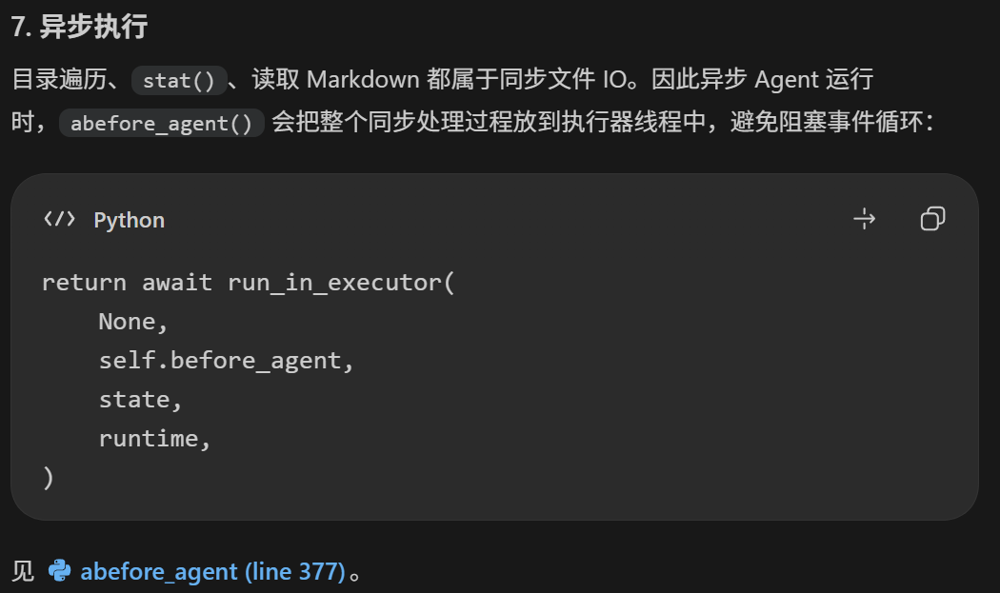 7. 异步执行
目录遍历、 stat() 、读取 Markdown 都属于同步文件 IO。因此异步 Agent 运行
时， abefore_agent() 会把整个同步处理过程放到执行器线程中，避免阻塞事件循环：
</> Python
return await run_in_executor(
    None,
    self.before_agent,
    state,
    runtime,
)
见 abefore_agent (line 377) 。